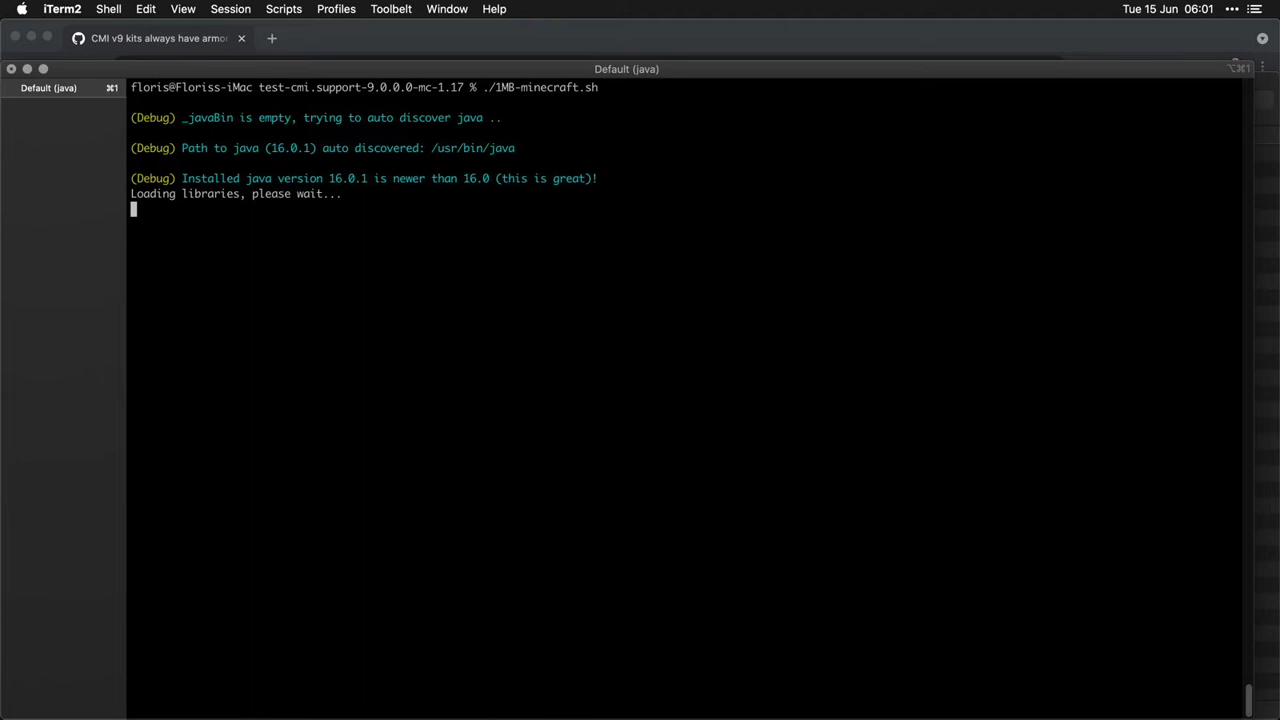 iTerm2 Shell Edit View Session Scripts Profiles Toolbelt Window Help Tue 15 Jun 06:01
CMI v9 kits always have armo
Default (java) ⌥⌘1
Default (java) ⌘1
floris@Floriss-iMac test-cmi.support-9.0.0.0-mc-1.17 % ./1MB-minecraft.sh
(Debug) _javaBin is empty, trying to auto discover java ..
(Debug) Path to java (16.0.1) auto discovered: /usr/bin/java
(Debug) Installed java version 16.0.1 is newer than 16.0 (this is great)!
Loading libraries, please wait...